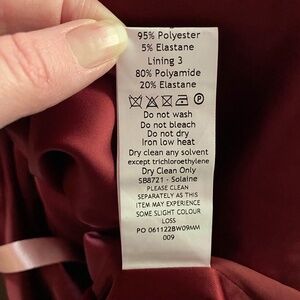 95% Polyester
5% Elastane
Lining 3
80% Polyamide
20% Elastane
P
Do not wash
Do not bleach
Do not dry
Iron low heat
Dry clean any solvent
except trichloroethylene
Dry Clean Only
SB8721 - Solaine
PLEASE CLEAN
SEPARATELY AS THIS
ITEM MAY EXPERIENCE
SOME SLIGHT COLOUR
LOSS
PO 061122BW09MM
009